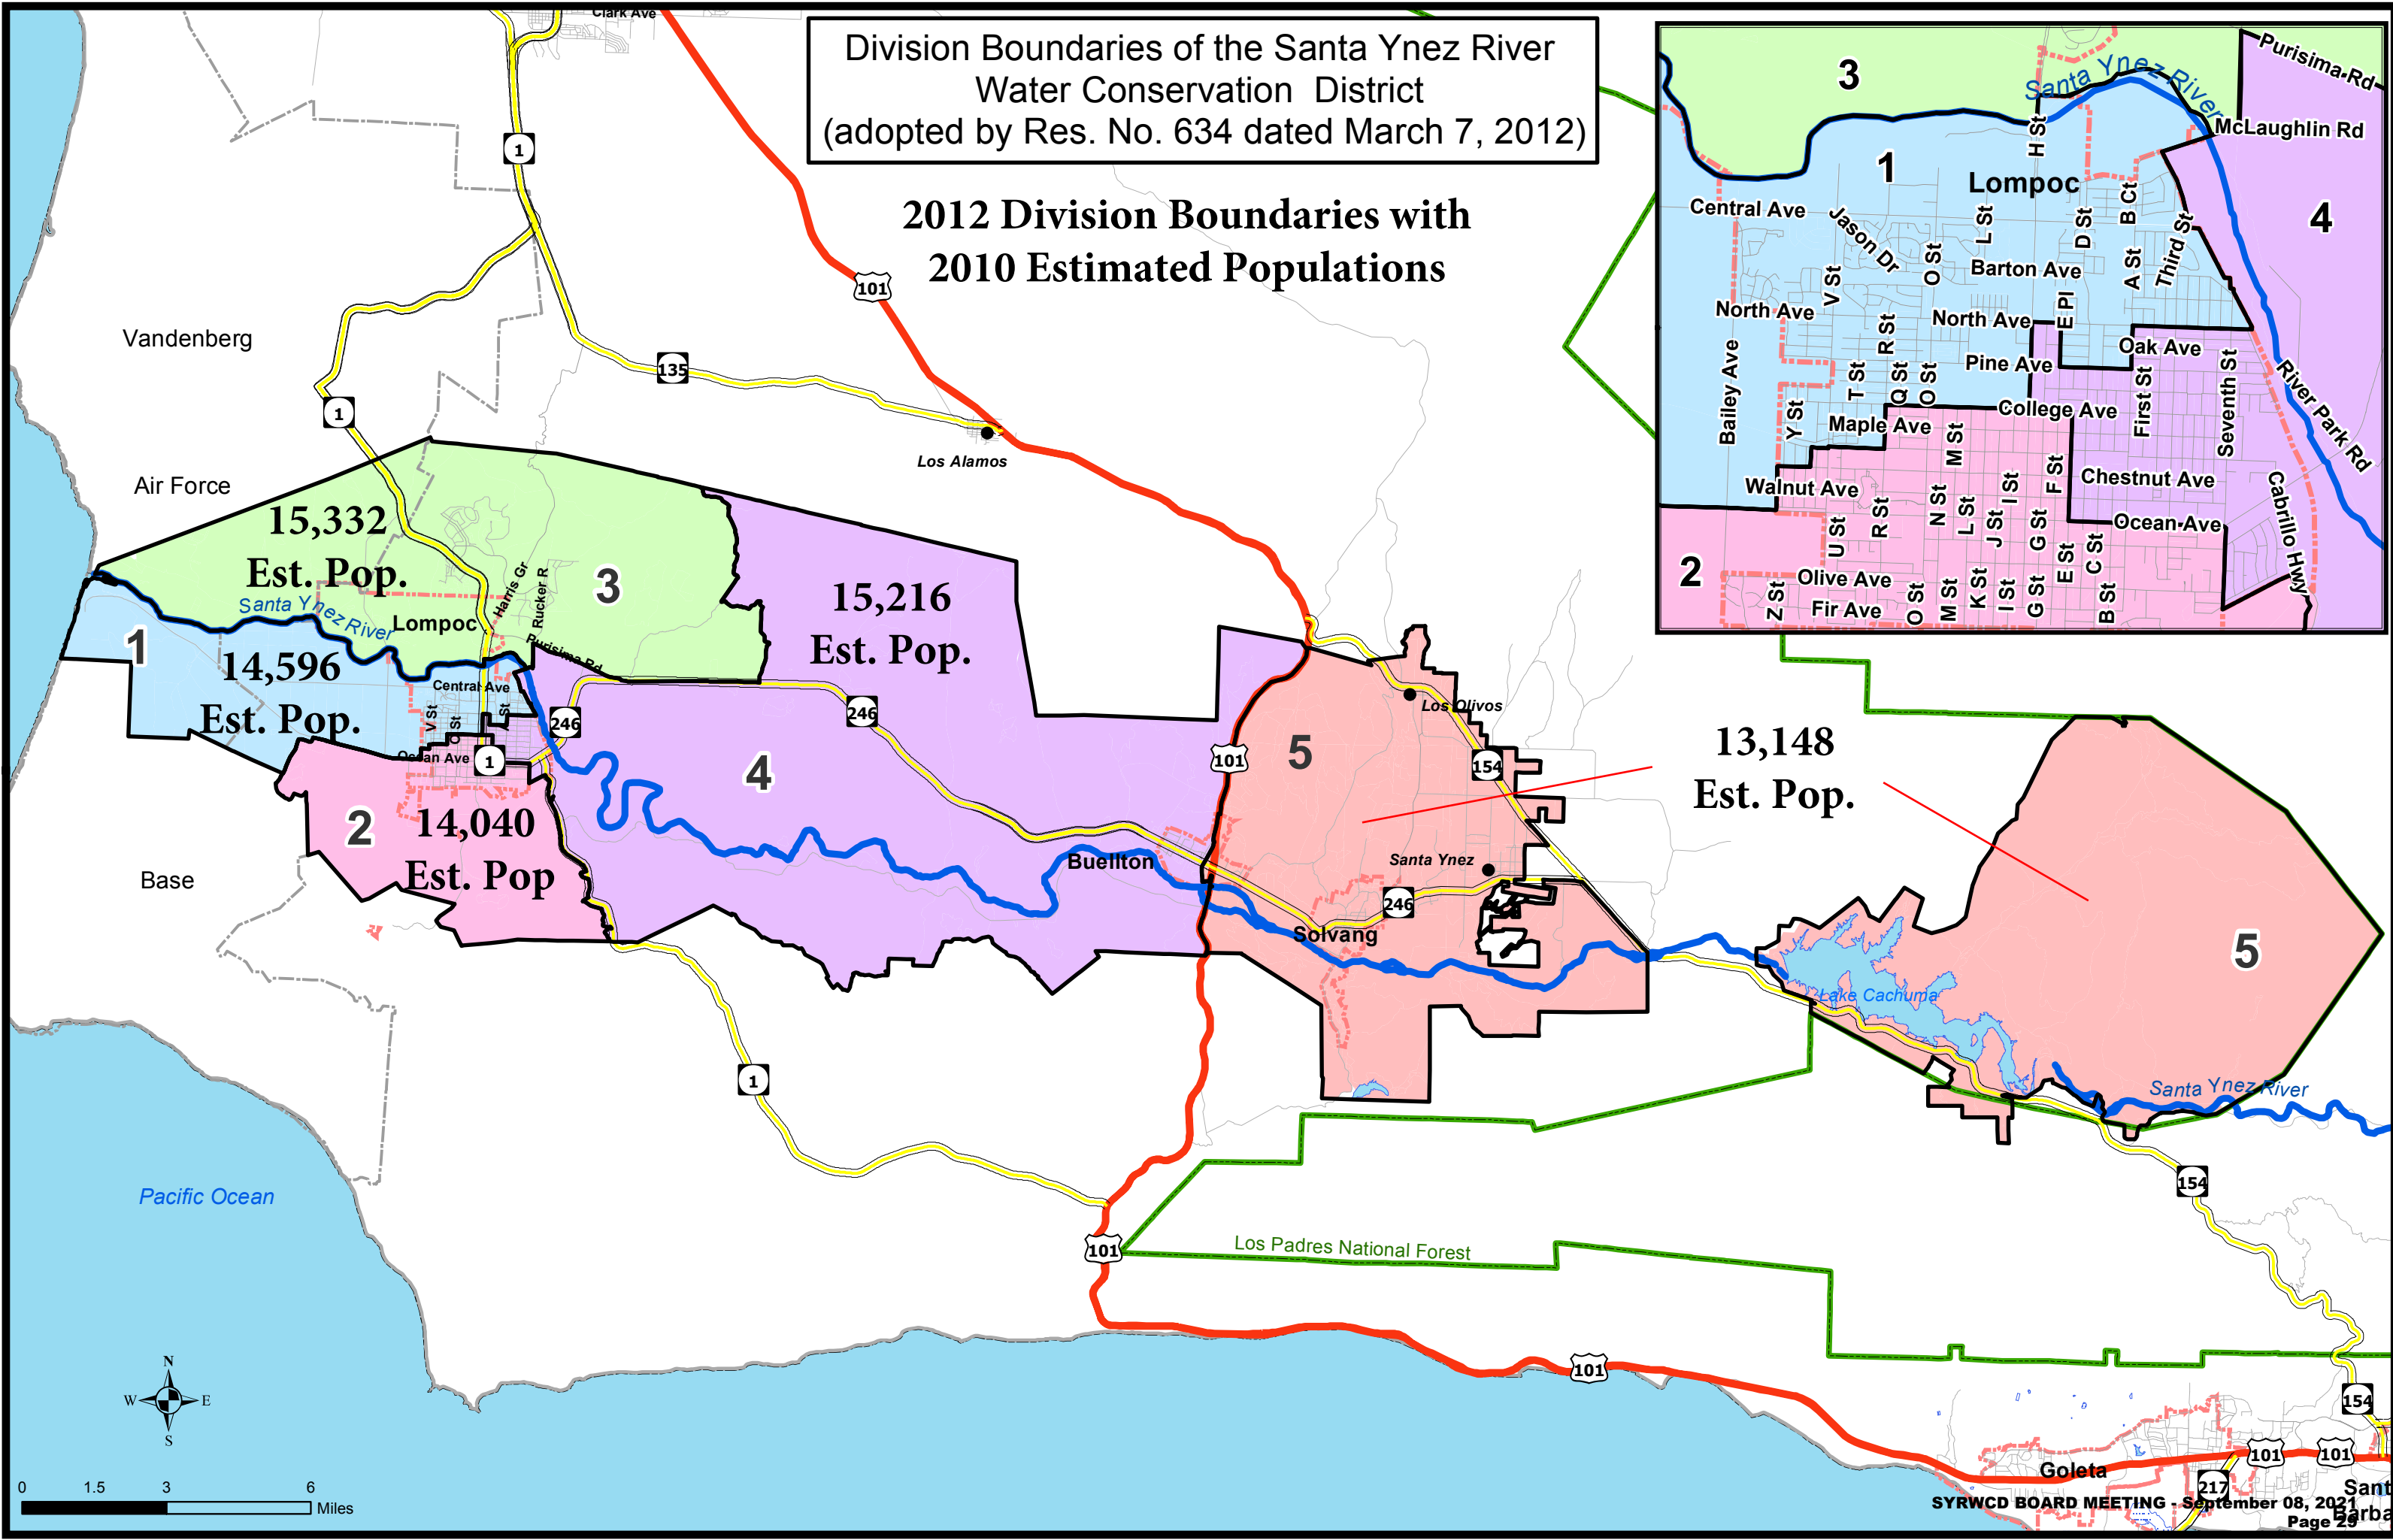 Clark Ave
Division Boundaries of the Santa Ynez River
Water Conservation District
(adopted by Res. No. 634 dated March 7, 2012)
2012 Division Boundaries with
2010 Estimated Populations
1
101
135
1
Vandenberg
Air Force
Base
Los Alamos
15,332
Est. Pop.
3
15,216
Est. Pop.
Harris Gr
Rucker R
Santa Ynez River
Lompoc
Purisima Rd
1
14,596
Est. Pop.
Central Ave
V St
O St
A St
Ocean Ave
1
246
246
4
2
14,040
Est. Pop
Buellton
101
5
Los Olivos
154
13,148
Est. Pop.
Santa Ynez
246
Solvang
5
Lake Cachuma
Santa Ynez River
1
154
Pacific Ocean
101
Los Padres National Forest
101
154
101
101
Goleta
217
Sant
Barba
N
W
E
S
0
1.5
3
6
Miles
SYRWCD BOARD MEETING - September 08, 2021
Page 29
3
Purisima Rd
Santa Ynez River
McLaughlin Rd
H St
1
Lompoc
4
Central Ave
Jason Dr
L St
D St
B Ct
V St
O St
Barton Ave
A St
Third St
North Ave
R St
North Ave
E Pl
Oak Ave
Bailey Ave
T St
Q St
O St
Pine Ave
First St
Seventh St
River Park Rd
Y St
Maple Ave
College Ave
M St
Walnut Ave
F St
Chestnut Ave
Cabrillo Hwy
U St
R St
N St
L St
I St
J St
G St
Ocean Ave
2
Olive Ave
E St
C St
Z St
Fir Ave
O St
M St
K St
I St
G St
B St